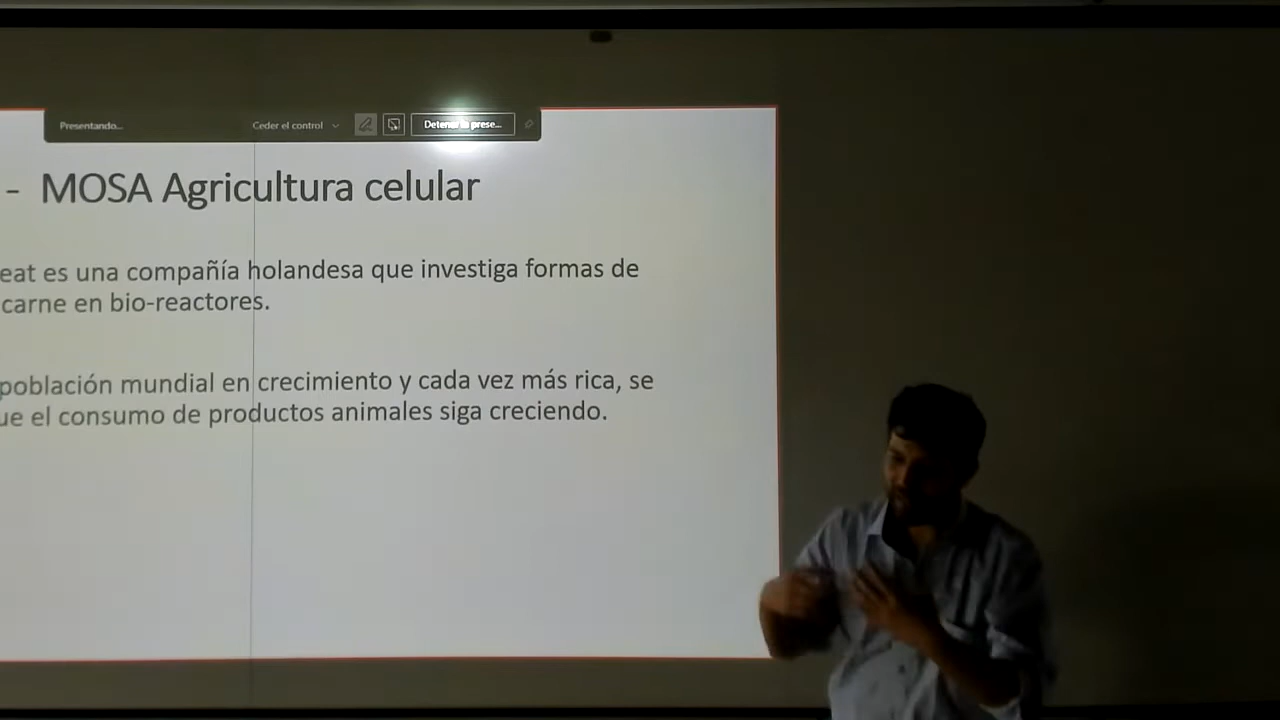 Presentando... Ceder el control Detener prese...
- MOSA Agricultura celular
eat es una compañía holandesa que investiga formas de
carne en bio-reactores.
población mundial en crecimiento y cada vez más rica, se
ue el consumo de productos animales siga creciendo.